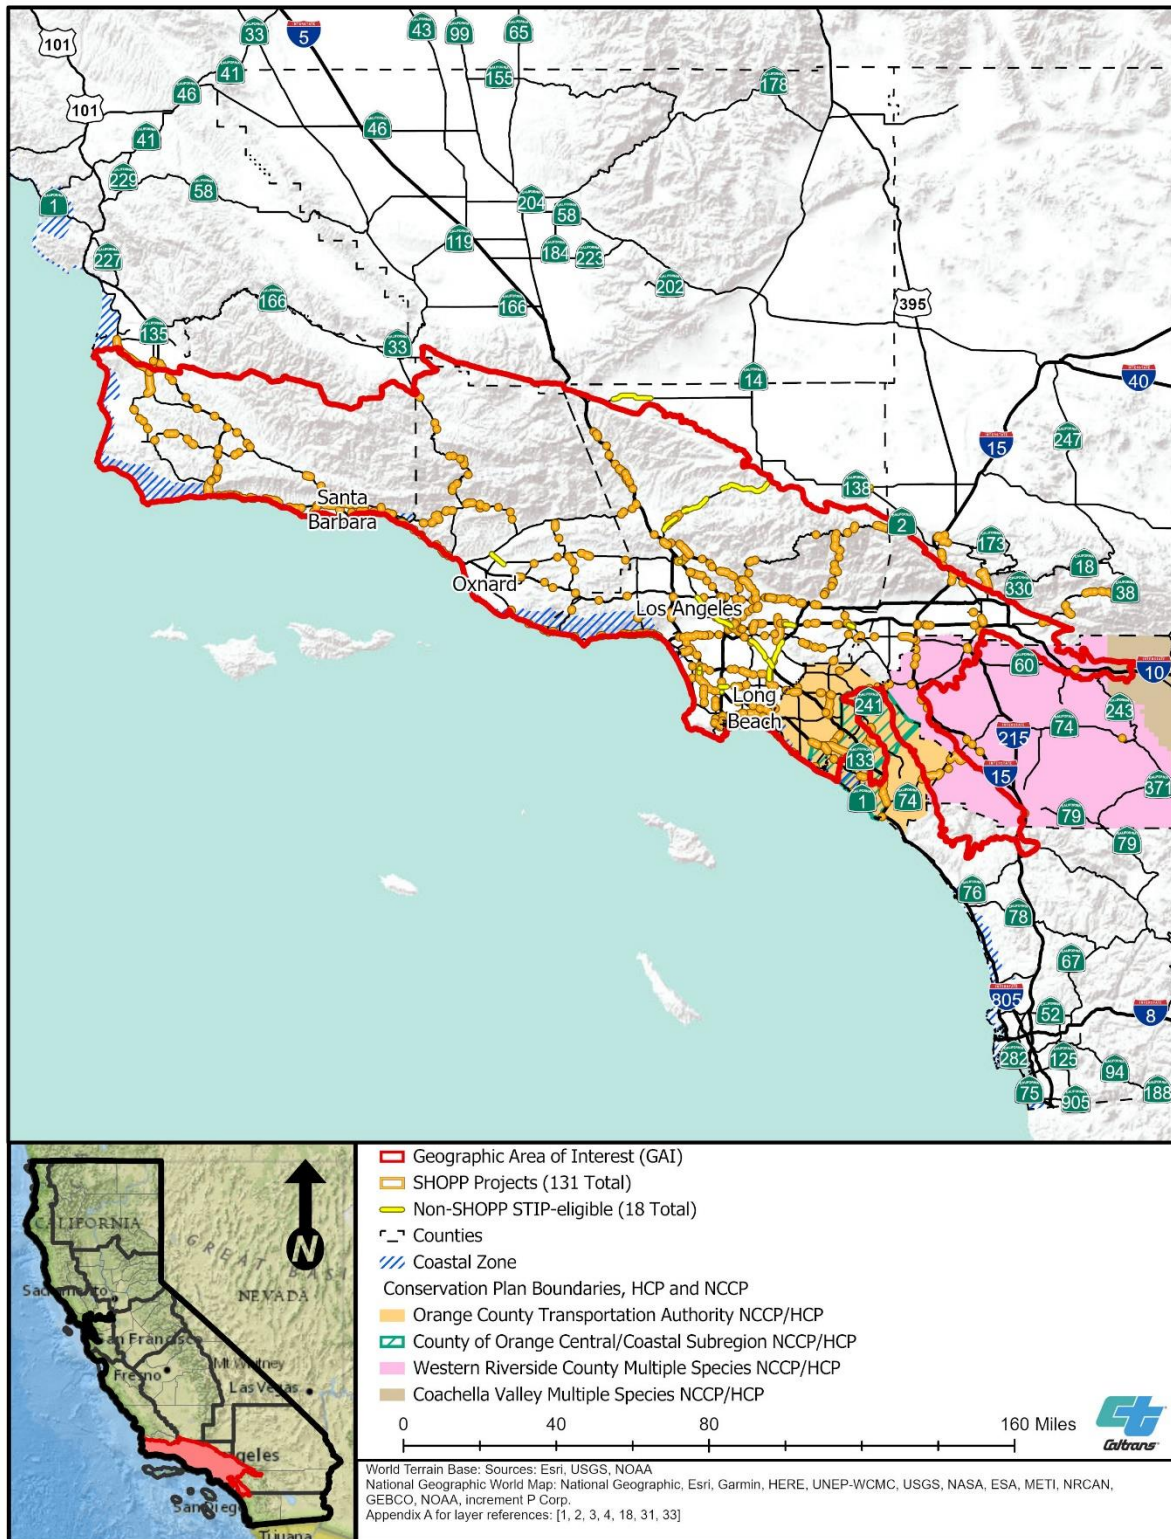 101
33
5
43
99
65
41
155
178
46
101
46
41
229
58
1
204
58
119
184
223
227
202
166
166
395
135
33
14
40
15
247
138
2
Santa
Barbara
173
18
330
38
Oxnard
Los Angeles
60
10
Long
Beach
241
243
74
215
133
15
371
1
74
79
79
76
78
67
805
52
8
282
125
94
75
905
188
Geographic Area of Interest (GAI)
SHOPP Projects (131 Total)
Non-SHOPP STIP-eligible (18 Total)
Counties
Coastal Zone
Conservation Plan Boundaries, HCP and NCCP
Orange County Transportation Authority NCCP/HCP
County of Orange Central/Coastal Subregion NCCP/HCP
Western Riverside County Multiple Species NCCP/HCP
Coachella Valley Multiple Species NCCP/HCP
0 40 80 160 Miles
Caltrans
World Terrain Base: Sources: Esri, USGS, NOAA
National Geographic World Map: National Geographic, Esri, Garmin, HERE, UNEP-WCMC, USGS, NASA, ESA, METI, NRCAN,
GEBCO, NOAA, increment P Corp.
Appendix A for layer references: [1, 2, 3, 4, 18, 31, 33]
N
CALIFORNIA
GREAT BASI
NEVADA
San Francisco
Mt Whitney
Fresno
Las Vegas
geles
San Diego
Tijuana